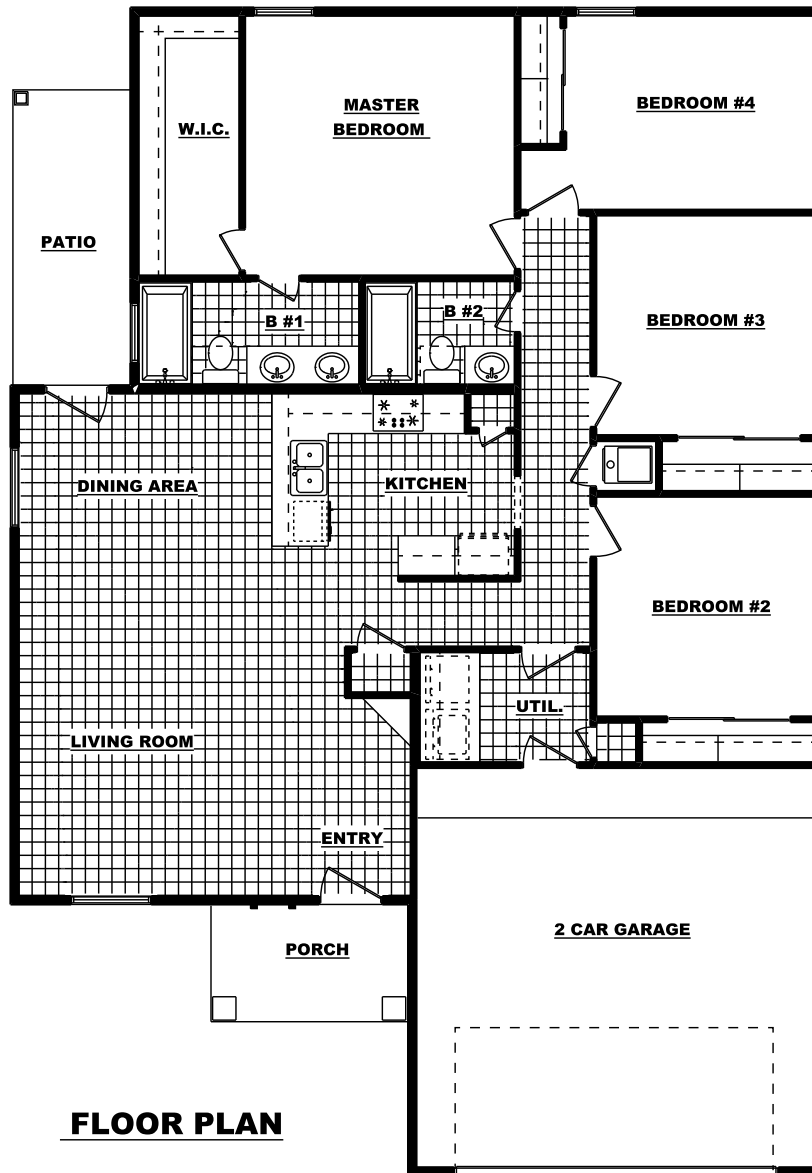 MASTER
BEDROOM
BEDROOM #4
W.I.C.
PATIO
B #1
B #2
BEDROOM #3
DINING AREA
KITCHEN
BEDROOM #2
UTIL.
LIVING ROOM
ENTRY
PORCH
2 CAR GARAGE
FLOOR PLAN